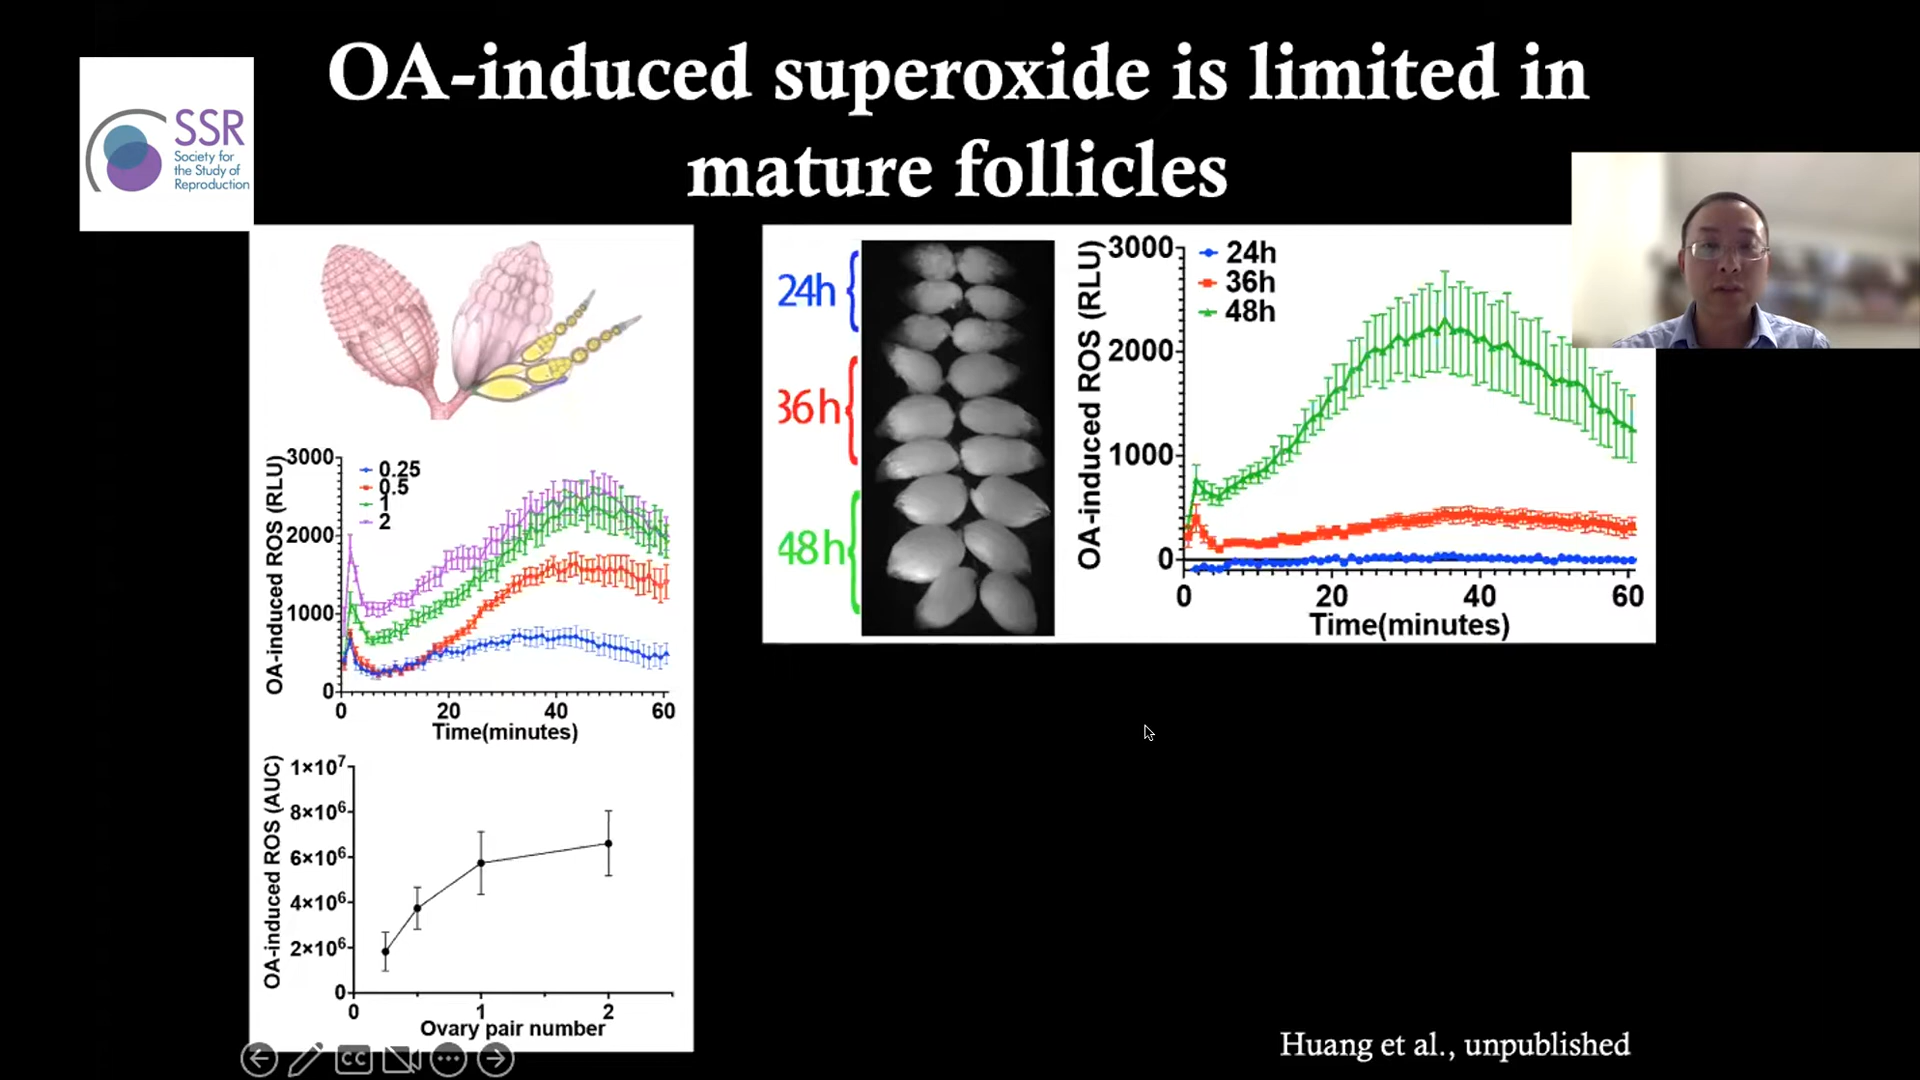 OA-induced superoxide is limited in
mature follicles
SSR
Society for
the Study of
Reproduction
OA-induced ROS (RLU)
3000
2000
1000
0
0.25
0.5
1
2
0 20 40 60
Time(minutes)
OA-induced ROS (AUC)
1×10⁷
8×10⁶
6×10⁶
4×10⁶
2×10⁶
0
0 1 2
Ovary pair number
24h
36h
48h
OA-induced ROS (RLU)
3000
2000
1000
0
24h
36h
48h
0 20 40 60
Time(minutes)
Huang et al., unpublished
CC